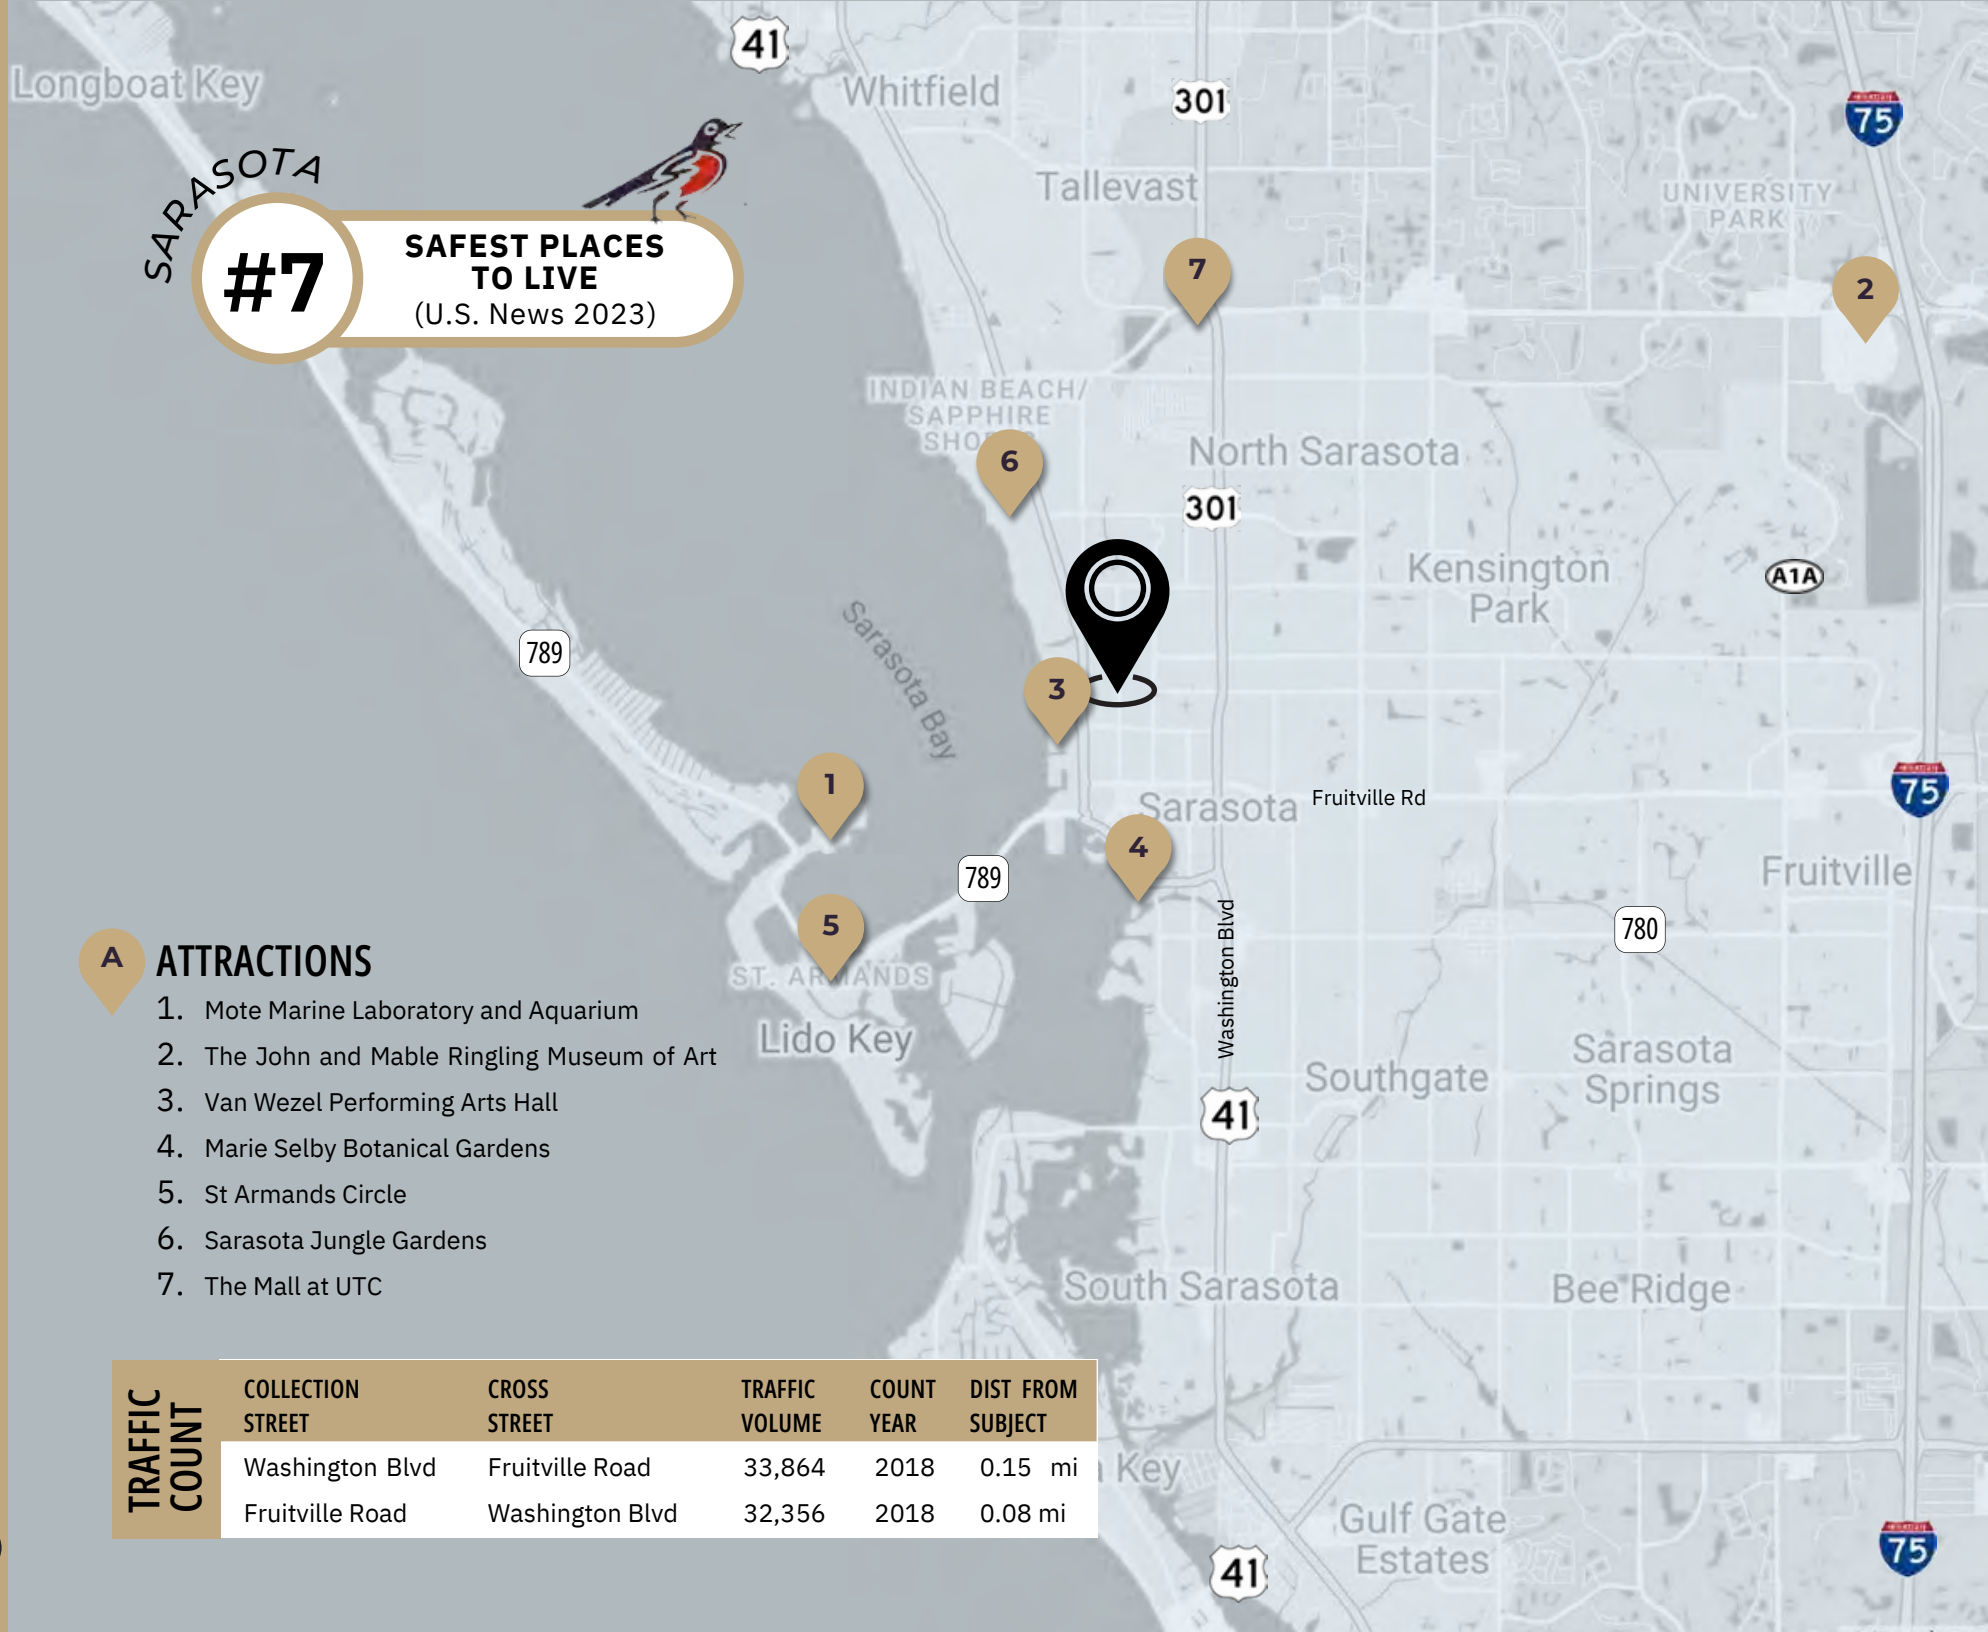 41
Longboat Key
Whitfield
301
75
SARASOTA
Tallevast
UNIVERSITY
PARK
#7
SAFEST PLACES
TO LIVE
(U.S. News 2023)
7
2
INDIAN BEACH/
SAPPHIRE
6
North Sarasota
301
Kensington
Park
A1A
789
Sarasota Bay
3
1
Sarasota
Fruitville Rd
75
4
789
Fruitville
5
780
Washington Blvd
ST. ARMANDS
Lido Key
A
ATTRACTIONS
1. Mote Marine Laboratory and Aquarium
2. The John and Mable Ringling Museum of Art
3. Van Wezel Performing Arts Hall
4. Marie Selby Botanical Gardens
5. St Armands Circle
6. Sarasota Jungle Gardens
7. The Mall at UTC
Southgate
Sarasota
Springs
41
South Sarasota
Bee Ridge
TRAFFIC
COUNT
COLLECTION STREET CROSS STREET TRAFFIC VOLUME COUNT YEAR DIST FROM SUBJECT
Washington Blvd Fruitville Road 33,864 2018 0.15 mi
Fruitville Road Washington Blvd 32,356 2018 0.08 mi
Key
Gulf Gate
Estates
41
75